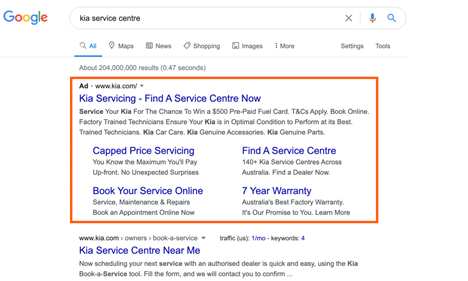 Google
kia service centre
All Maps News Shopping Images More Settings Tools
About 204,000,000 results (0.47 seconds)
Ad · www.kia.com/
Kia Servicing - Find A Service Centre Now
Service Your Kia For The Chance To Win a $500 Pre-Paid Fuel Card. T&Cs Apply. Book Online.
Factory Trained Technicians Ensure Your Kia is in Optimal Condition to Perform at its Best.
Trained Technicians. Kia Car Care. Kia Genuine Accessories. Kia Genuine Parts.
Capped Price Servicing
You Know the Maximum You'll Pay
Up-front. No Unexpected Surprises
Find A Service Centre
140+ Kia Service Centres Across
Australia. Find a Dealer Now.
Book Your Service Online
Service, Maintenance & Repairs
Book an Appointment Online Now
7 Year Warranty
Australia's Best Factory Warranty.
It's Our Promise to You. Learn More
www.kia.com › owners › book-a-service traffic (us): 1/mo - keywords: 4
Kia Service Centre Near Me
Now scheduling your next service with an authorised dealer is quick and easy, using the Kia
Book-a-Service tool. Fill the form, and we will contact you to confirm ...